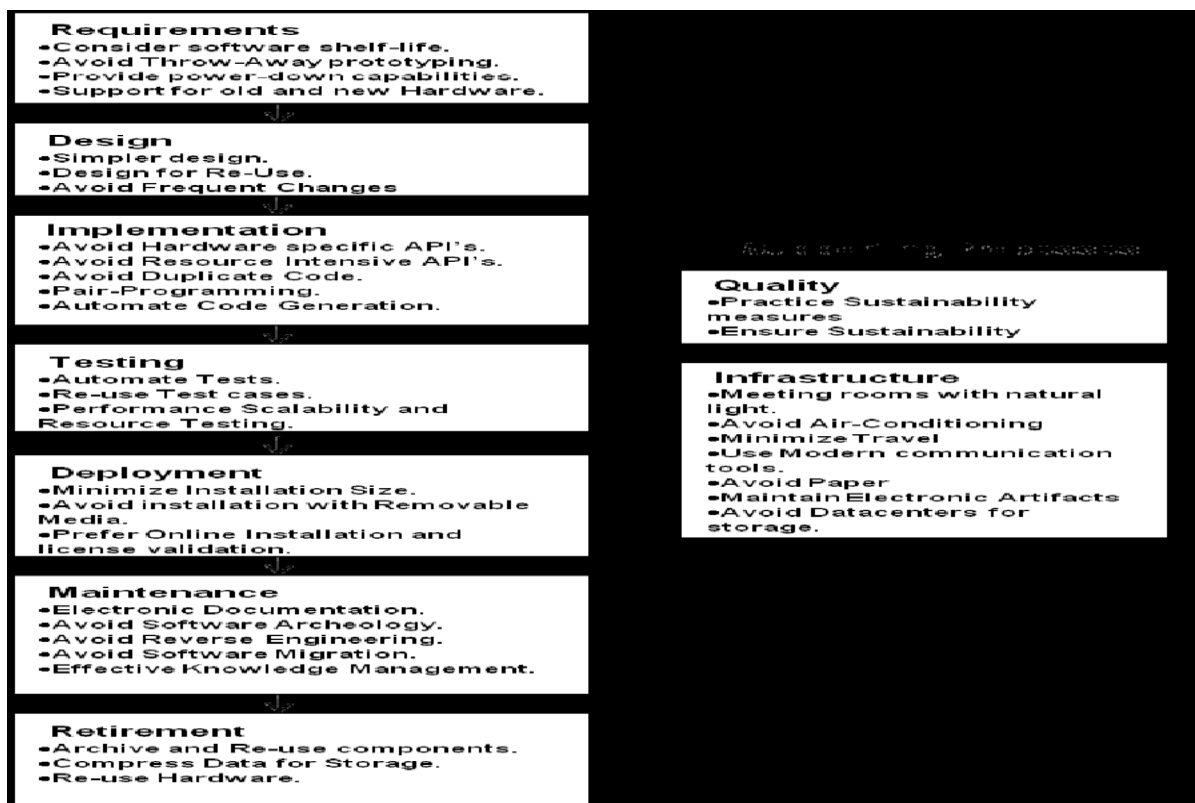 Requirements
•Consider software shelf-life.
•Avoid Throw-Away prototyping.
•Provide power-down capabilities.
•Support for old and new Hardware.
Design
•Simpler design.
•Design for Re-Use.
•Avoid Frequent Changes
Implementation
•Avoid Hardware specific API's.
•Avoid Resource Intensive API's.
•Avoid Duplicate Code.
•Pair-Programming.
•Automate Code Generation.
Testing
•Automate Tests.
•Re-use Test cases.
•Performance Scalability and
Resource Testing.
Deployment
•Minimize Installation Size.
•Avoid installation with Removable
Media.
•Prefer Online Installation and
license validation.
Maintenance
•Electronic Documentation.
•Avoid Software Archeology.
•Avoid Reverse Engineering.
•Avoid Software Migration.
•Effective Knowledge Management.
Retirement
•Archive and Re-use components.
•Compress Data for Storage.
•Re-use Hardware.
Quality
•Practice Sustainability
measures
•Ensure Sustainability
Infrastructure
•Meeting rooms with natural
light.
•Avoid Air-Conditioning
•Minimize Travel
•Use Modern communication
tools.
•Avoid Paper
•Maintain Electronic Artifacts
•Avoid Datacenters for
storage.